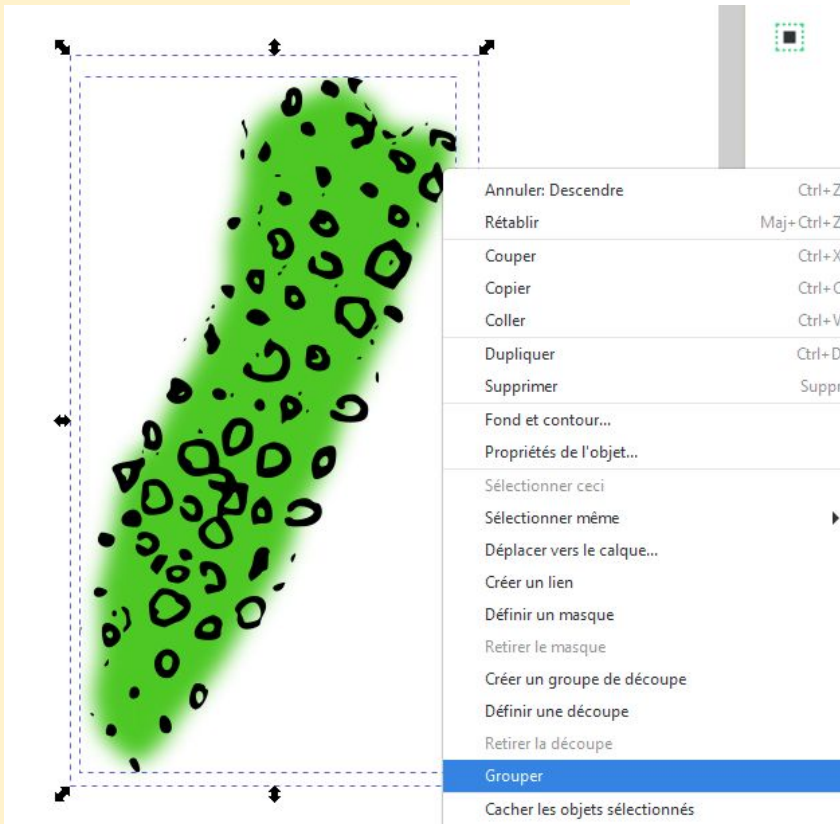 Annuler: Descendre Ctrl+Z
Rétablir Maj+Ctrl+Z
Couper Ctrl+X
Copier Ctrl+C
Coller Ctrl+V
Dupliquer Ctrl+D
Supprimer Suppr
Fond et contour...
Propriétés de l'objet...
Sélectionner ceci
Sélectionner même
Déplacer vers le calque...
Créer un lien
Définir un masque
Retirer le masque
Créer un groupe de découpe
Définir une découpe
Retirer la découpe
Grouper
Cacher les objets sélectionnés